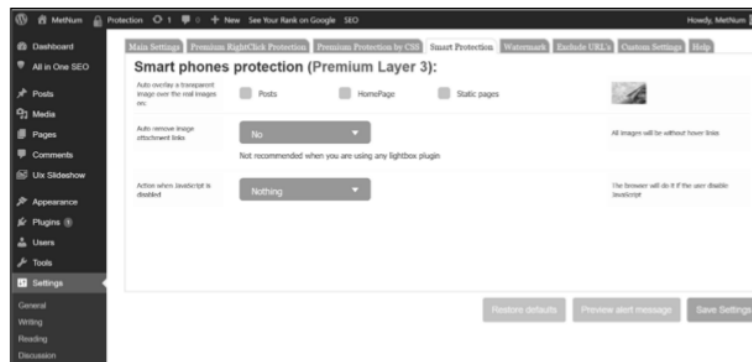 MetNum Protection 1 0 + New See Your Rank on Google SEO Howdy, MetNum
Dashboard
All in One SEO
Posts
Media
Pages
Comments
Uix Slideshow
Appearance
Plugins 1
Users
Tools
Settings
General
Writing
Reading
Discussion
Main Settings Premium RightClick Protection Premium Protection by CSS Smart Protection Watermark Exclude URL's Custom Settings Help
Smart phones protection (Premium Layer 3):
Auto overlay a transparent
image over the real images
on:
Posts HomePage Static pages
Auto remove image
attachment links
No
All images will be without hover links
Not recommended when you are using any lightbox plugin
Action when JavaScript is
disabled
Nothing
The browser will do it if the user disable
JavaScript
Restore defaults Preview alert message Save Settings